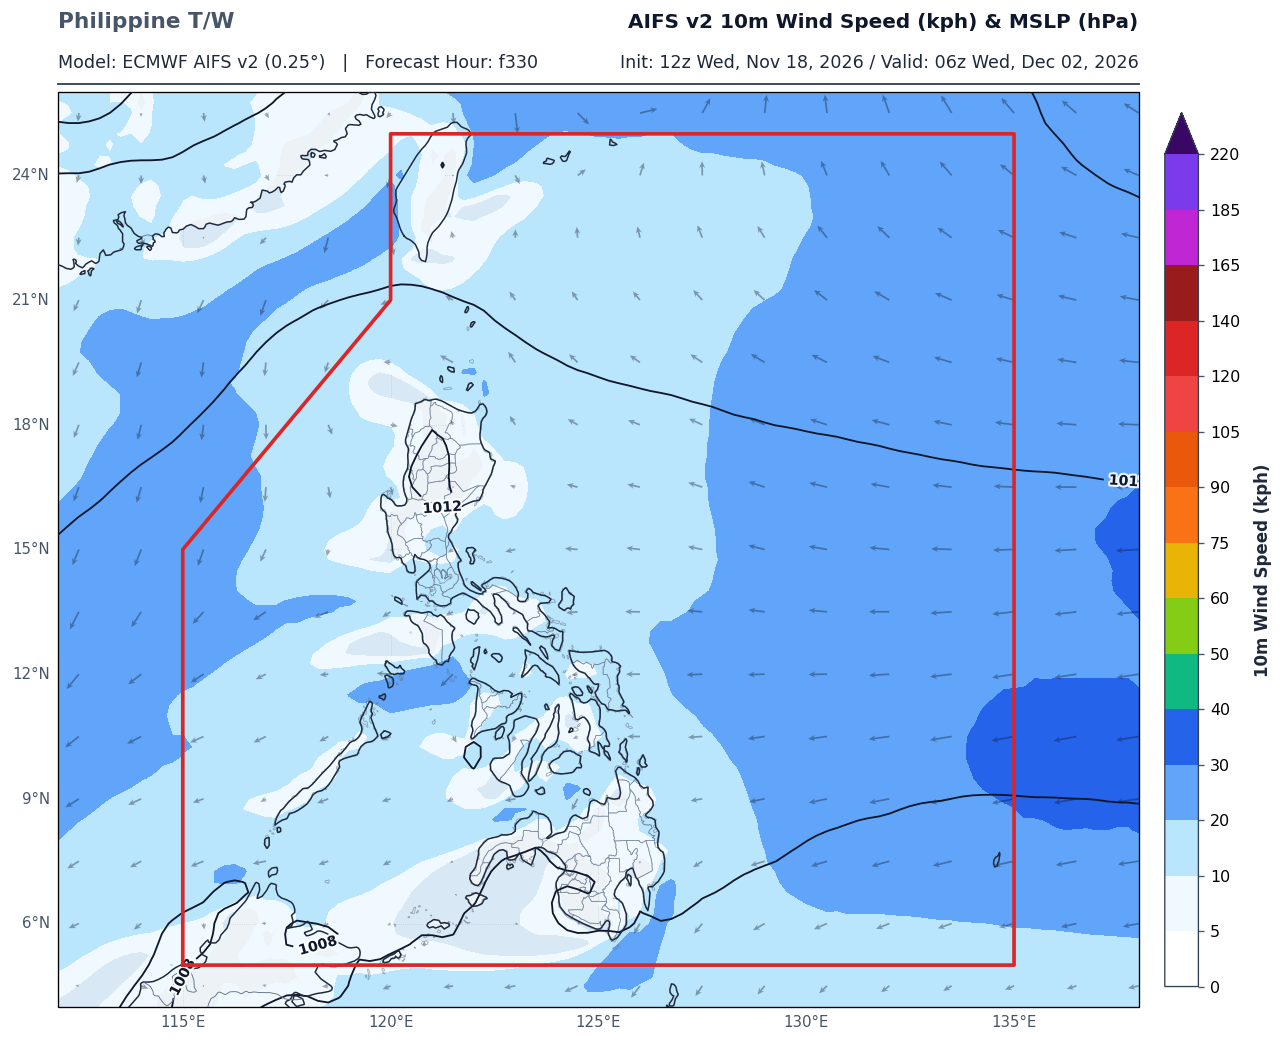 Philippine T/W
AIFS v2 10m Wind Speed (kph) & MSLP (hPa)
Model: ECMWF AIFS v2 (0.25°) | Forecast Hour: f330
Init: 12z Wed, Nov 18, 2026 / Valid: 06z Wed, Dec 02, 2026
24°N
21°N
18°N
15°N
12°N
9°N
6°N
115°E
120°E
125°E
130°E
135°E
1012
101
1008
1008
220
185
165
140
120
105
90
75
60
50
40
30
20
10
5
0
10m Wind Speed (kph)